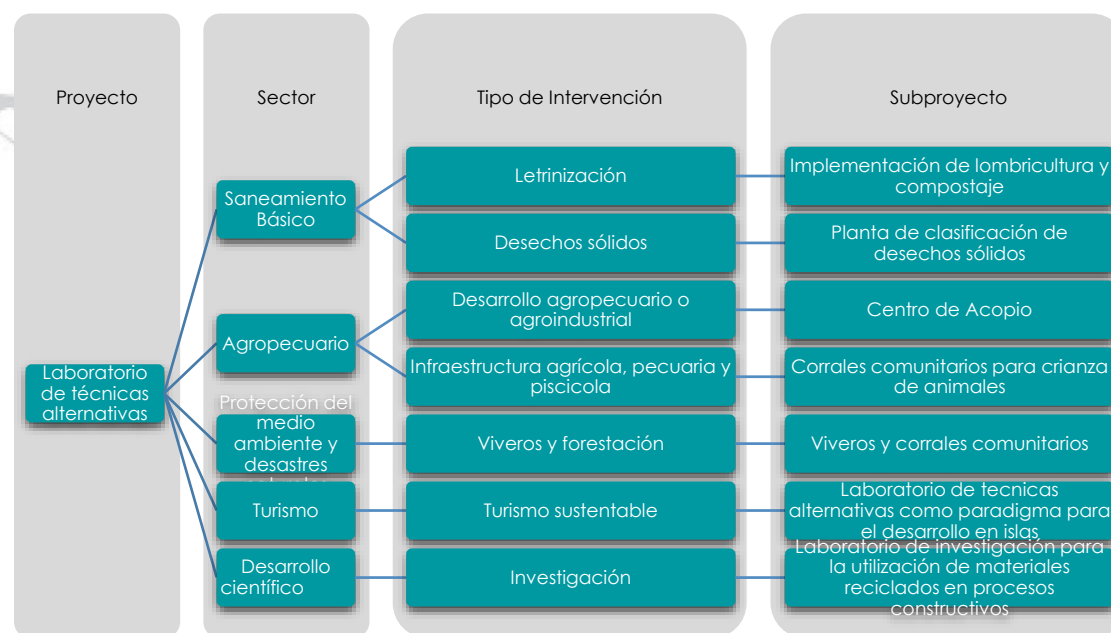 Proyecto
Sector
Tipo de Intervención
Subproyecto
Laboratorio
de técnicas
alternativas
Saneamiento
Básico
Letrinización
Implementación de lombricultura y
compostaje
Desechos sólidos
Planta de clasificación de
desechos sólidos
Agropecuario
Desarrollo agropecuario o
agroindustrial
Centro de Acopio
Infraestructura agrícola, pecuaria y
piscicola
Corrales comunitarios para crianza
de animales
Protección del
medio
ambiente y
desastres
Viveros y forestación
Viveros y corrales comunitarios
Turismo
Turismo sustentable
Laboratorio de tecnicas
alternativas como paradigma para
el desarrollo en islas
Desarrollo
científico
Investigación
Laboratorio de investigación para
la utilización de materiales
reciclados en procesos
constructivos